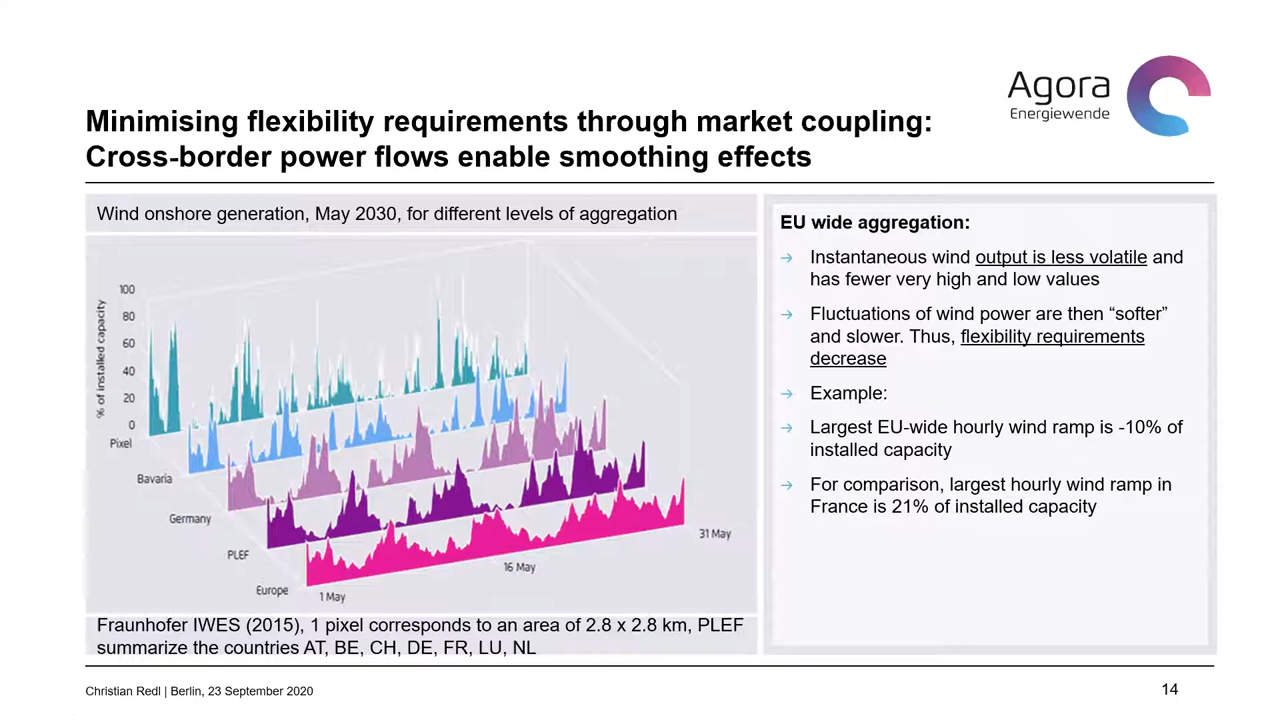 Agora
Energiewende
Minimising flexibility requirements through market coupling:
Cross-border power flows enable smoothing effects
Wind onshore generation, May 2030, for different levels of aggregation
% of installed capacity
100
80
60
40
20
0
Pixel
Bavaria
Germany
PLEF
Europe
1 May
16 May
31 May
Fraunhofer IWES (2015), 1 pixel corresponds to an area of 2.8 x 2.8 km, PLEF
summarize the countries AT, BE, CH, DE, FR, LU, NL
EU wide aggregation:
→ Instantaneous wind output is less volatile and
has fewer very high and low values
→ Fluctuations of wind power are then “softer”
and slower. Thus, flexibility requirements
decrease
→ Example:
→ Largest EU-wide hourly wind ramp is -10% of
installed capacity
→ For comparison, largest hourly wind ramp in
France is 21% of installed capacity
Christian Redl | Berlin, 23 September 2020
14